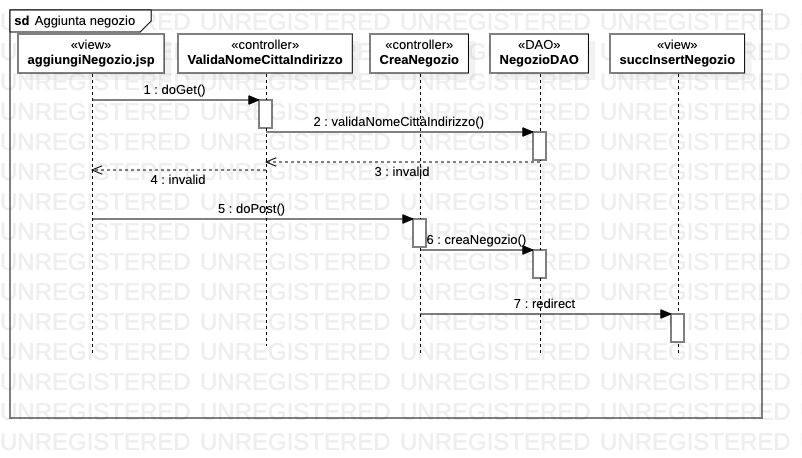 sd Aggiunta negozio
«view»
aggiungiNegozio.jsp
«controller»
ValidaNomeCittaIndirizzo
«controller»
CreaNegozio
«DAO»
NegozioDAO
«view»
succInsertNegozio
1 : doGet()
2 : validaNomeCittaIndirizzo()
3 : invalid
4 : invalid
5 : doPost()
6 : creaNegozio()
7 : redirect
UNREGISTERED UNREGISTERED UNREGISTERED UNREGISTERED